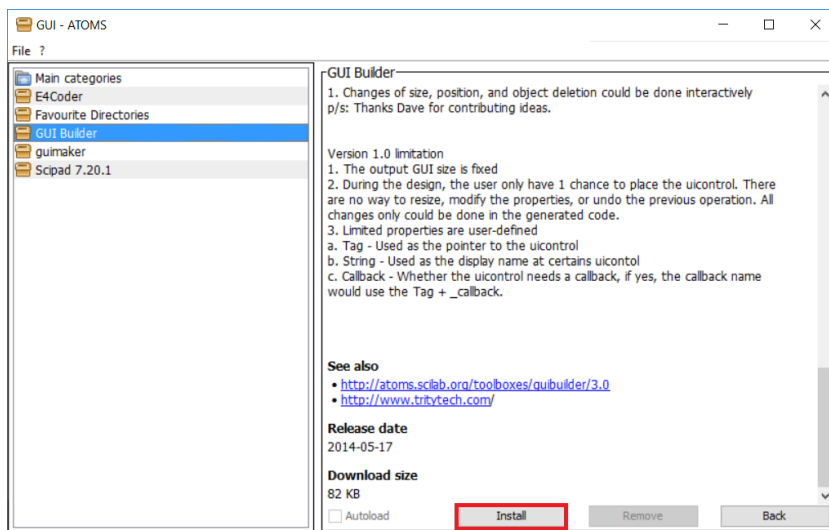 GUI - ATOMS
File ?
Main categories
E4Coder
Favourite Directories
GUI Builder
guimaker
Scipad 7.20.1
GUI Builder
1. Changes of size, position, and object deletion could be done interactively
p/s: Thanks Dave for contributing ideas.
Version 1.0 limitation
1. The output GUI size is fixed
2. During the design, the user only have 1 chance to place the uicontrol. There
are no way to resize, modify the properties, or undo the previous operation. All
changes only could be done in the generated code.
3. Limited properties are user-defined
a. Tag - Used as the pointer to the uicontrol
b. String - Used as the display name at certains uicontol
c. Callback - Whether the uicontrol needs a callback, if yes, the callback name
would use the Tag + _callback.
See also
• http://atoms.scilab.org/toolboxes/guibuilder/3.0
• http://www.tritytech.com/
Release date
2014-05-17
Download size
82 KB
Autoload
Install
Remove
Back